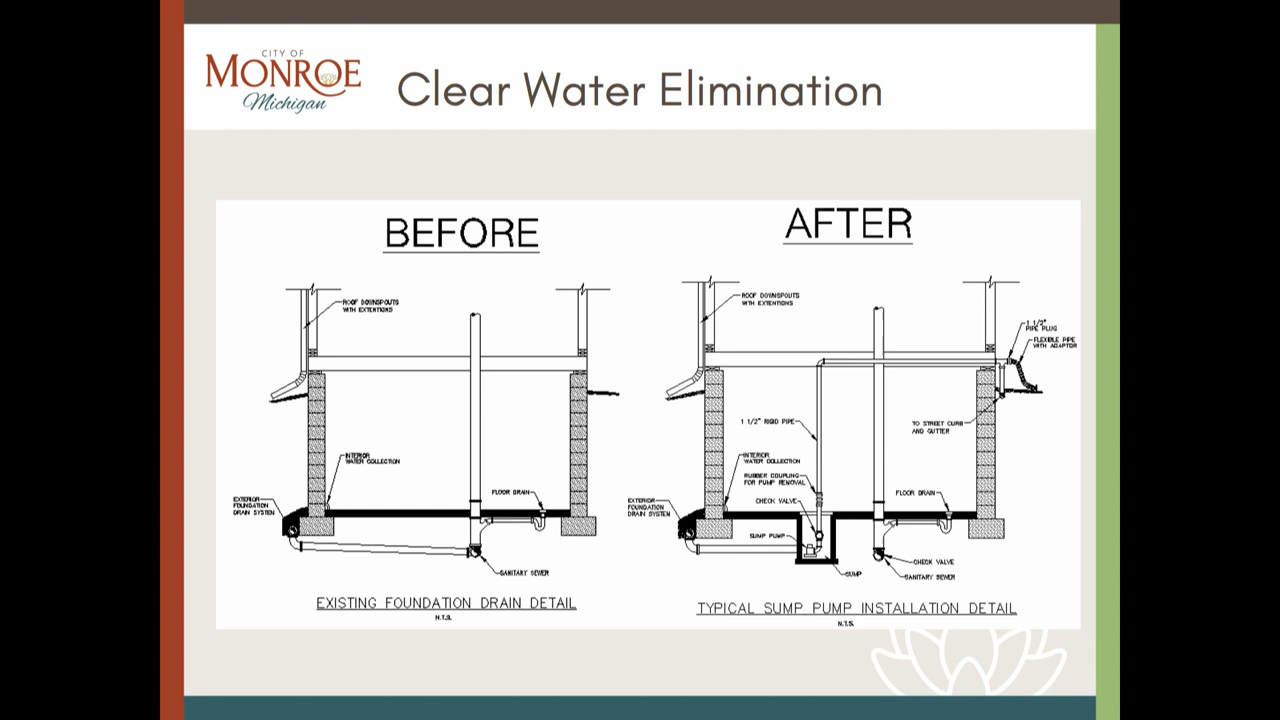 CITY OF
MONROE
Michigan
Clear Water Elimination
BEFORE
ROOF DOWNSPOUTS
WITH EXTENTIONS
INTERIOR
WATER COLLECTION
FLOOR DRAIN
EXTERIOR
FOUNDATION
DRAIN SYSTEM
SANITARY SEWER
EXISTING FOUNDATION DRAIN DETAIL
N.T.S.
AFTER
ROOF DOWNSPOUTS
WITH EXTENTIONS
1 1/2"
PIPE PLUG
FLEXIBLE PIPE
WITH ADAPTOR
1 1/2" RIGID PIPE
TO STREET CURB
AND GUTTER
INTERIOR
WATER COLLECTION
RUBBER COUPLING
FOR PUMP REMOVAL
CHECK VALVE
FLOOR DRAIN
EXTERIOR
FOUNDATION
DRAIN SYSTEM
SUMP PUMP
SUMP
CHECK VALVE
SANITARY SEWER
TYPICAL SUMP PUMP INSTALLATION DETAIL
N.T.S.